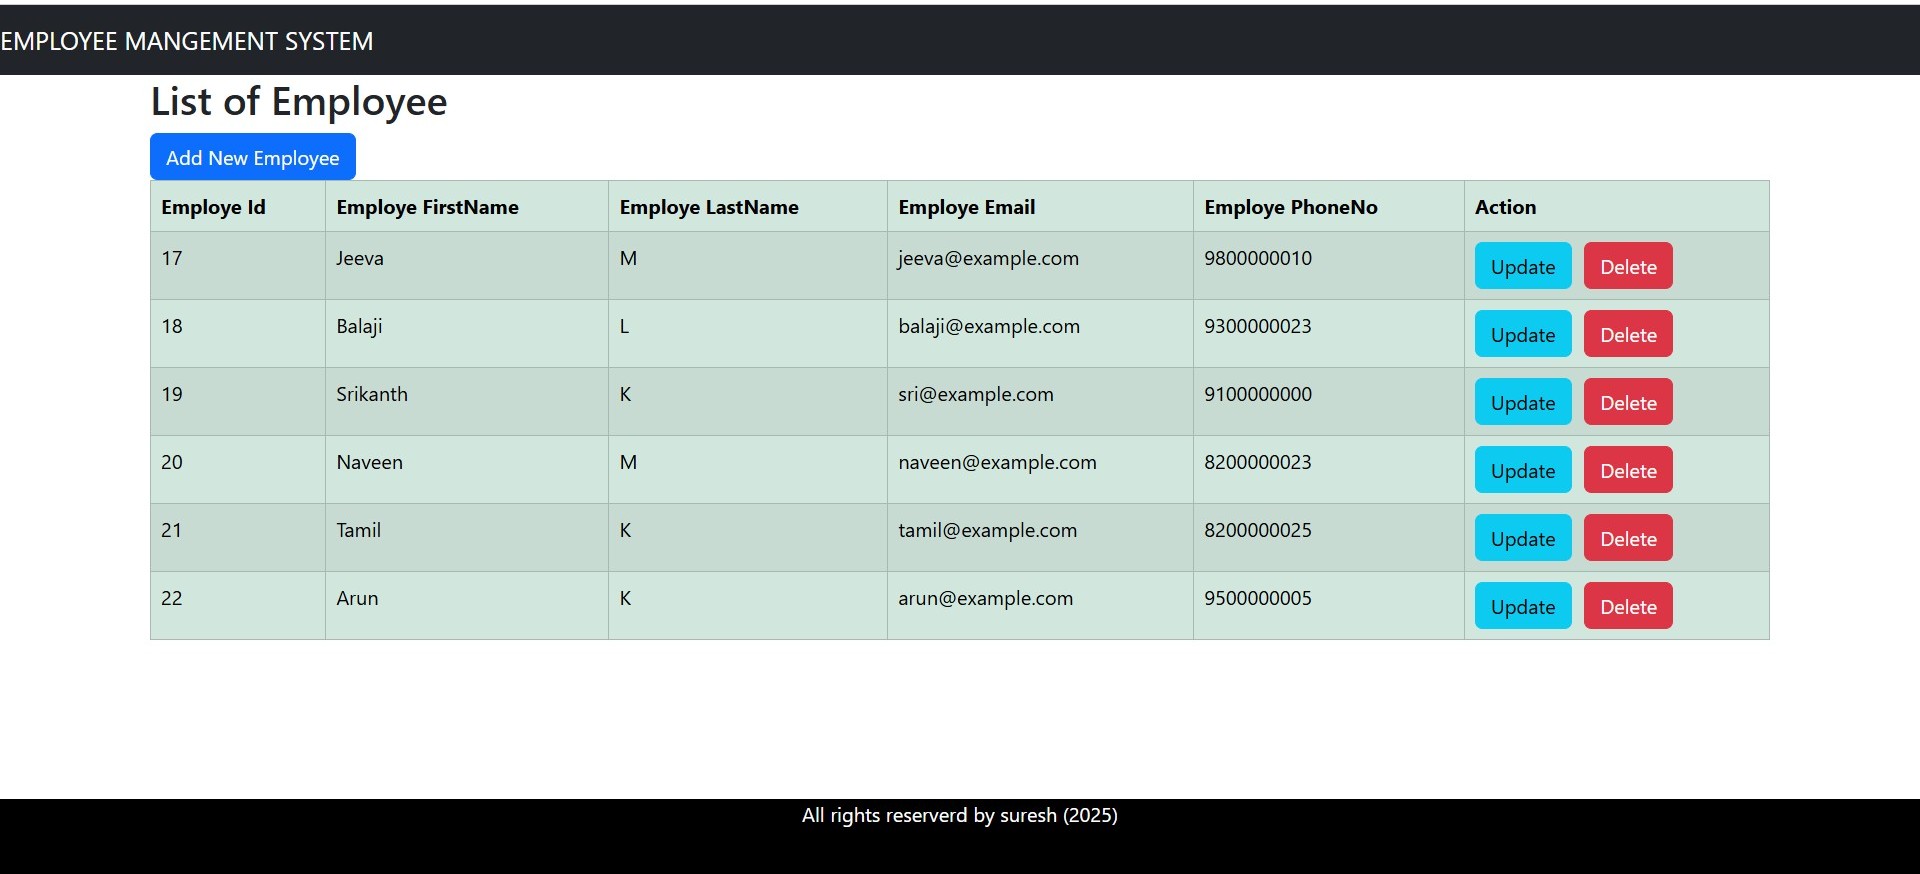 EMPLOYEE MANGEMENT SYSTEM
List of Employee
Add New Employee
Employe Id Employe FirstName Employe LastName Employe Email Employe PhoneNo Action
17 Jeeva M jeeva@example.com 9800000010 Update Delete
18 Balaji L balaji@example.com 9300000023 Update Delete
19 Srikanth K sri@example.com 9100000000 Update Delete
20 Naveen M naveen@example.com 8200000023 Update Delete
21 Tamil K tamil@example.com 8200000025 Update Delete
22 Arun K arun@example.com 9500000005 Update Delete
All rights reserverd by suresh (2025)